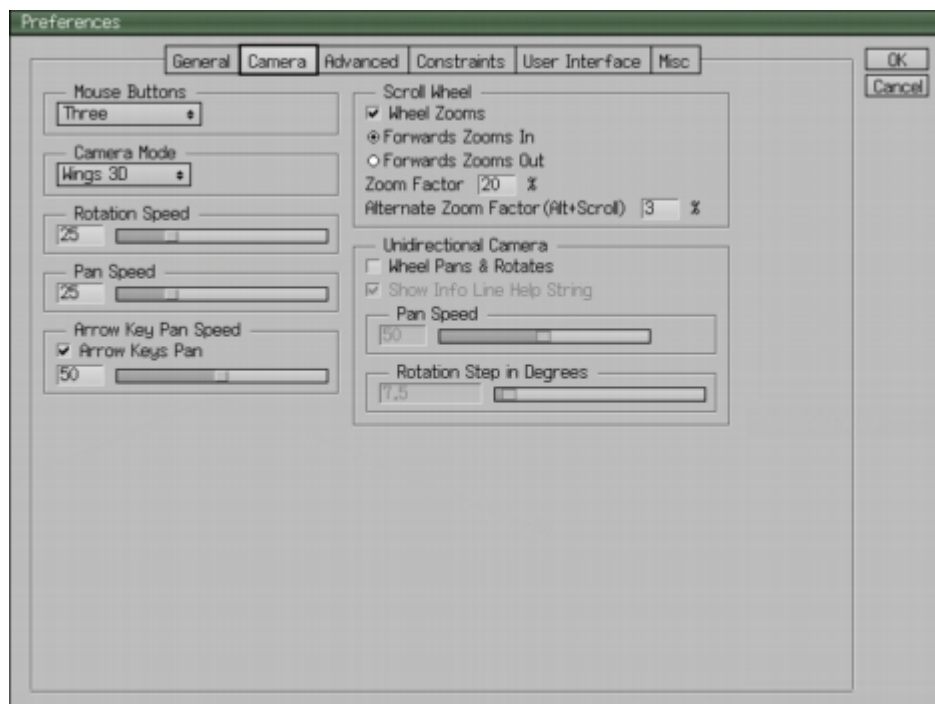 Preferences
General Camera Advanced Constraints User Interface Misc
OK
Cancel
Mouse Buttons
Three
Camera Mode
Wings 3D
Rotation Speed
25
Pan Speed
25
Arrow Key Pan Speed
Arrow Keys Pan
50
Scroll Wheel
Wheel Zooms
Forwards Zooms In
Forwards Zooms Out
Zoom Factor 20 %
Alternate Zoom Factor (Alt+Scroll) 3 %
Unidirectional Camera
Wheel Pans & Rotates
Show Info Line Help String
Pan Speed
50
Rotation Step in Degrees
7.5